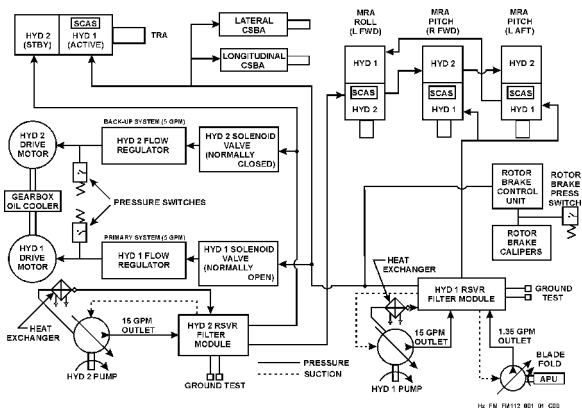 HYD 2
(STBY)
SCAS
HYD 1
(ACTIVE)
TRA
LATERAL
CSBA
LONGITUDINAL
CSBA
MRA
ROLL
(L FWD)
MRA
PITCH
(R FWD)
MRA
PITCH
(L AFT)
HYD 1
SCAS
HYD 2
HYD 2
SCAS
HYD 1
HYD 2
SCAS
HYD 1
BACK-UP SYSTEM (5 GPM)
HYD 2
DRIVE
MOTOR
HYD 2 FLOW
REGULATOR
HYD 2 SOLENOID
VALVE
(NORMALLY
CLOSED)
GEARBOX
OIL COOLER
PRESSURE SWITCHES
PRIMARY SYSTEM (5 GPM)
HYD 1
DRIVE
MOTOR
HYD 1 FLOW
REGULATOR
HYD 1 SOLENOID
VALVE
(NORMALLY
OPEN)
ROTOR
BRAKE
CONTROL
UNIT
ROTOR
BRAKE
PRESS
SWITCH
ROTOR
BRAKE
CALIPERS
HEAT
EXCHANGER
15 GPM
OUTLET
HYD 2 RSVR
FILTER
MODULE
HYD 2 PUMP
GROUND TEST
PRESSURE
SUCTION
HEAT
EXCHANGER
HYD 1 RSVR
FILTER MODULE
GROUND
TEST
15 GPM
OUTLET
1.35 GPM
OUTLET
HYD 1 PUMP
BLADE
FOLD
APU
Hz_FM_FM112_001_01_C00